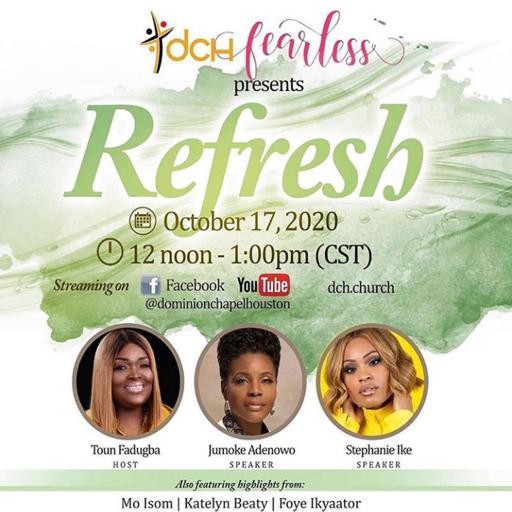 dCH fearless
presents
Refresh
October 17, 2020
12 noon - 1:00pm (CST)
Streaming on f Facebook YouTube dch.church
@dominionchapelhouston
Toun Fadugba Jumoke Adenowo Stephanie Ike
HOST SPEAKER SPEAKER
Also featuring highlights from:
Mo Isom | Katelyn Beaty | Foye Ikyaator